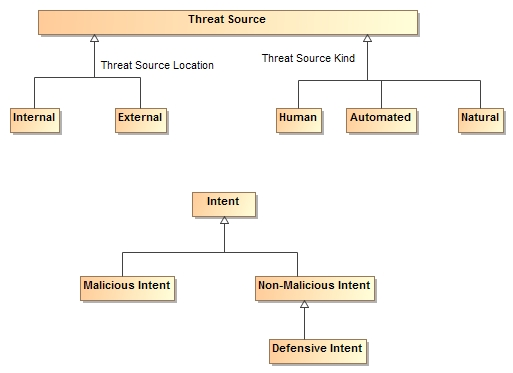 Threat Source
Threat Source Location
Threat Source Kind
Internal
External
Human
Automated
Natural
Intent
Malicious Intent
Non-Malicious Intent
Defensive Intent